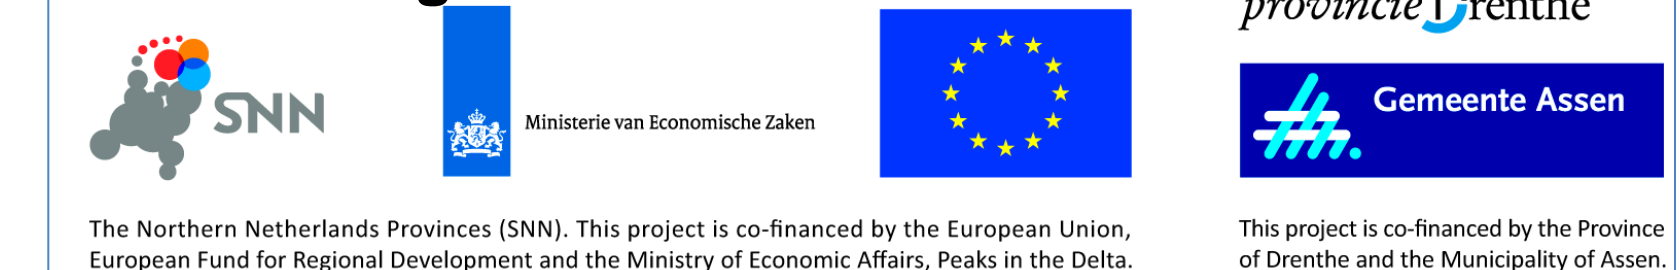 provincie Drenthe
SNN
Ministerie van Economische Zaken
Gemeente Assen
The Northern Netherlands Provinces (SNN). This project is co-financed by the European Union,
European Fund for Regional Development and the Ministry of Economic Affairs, Peaks in the Delta.
This project is co-financed by the Province
of Drenthe and the Municipality of Assen.